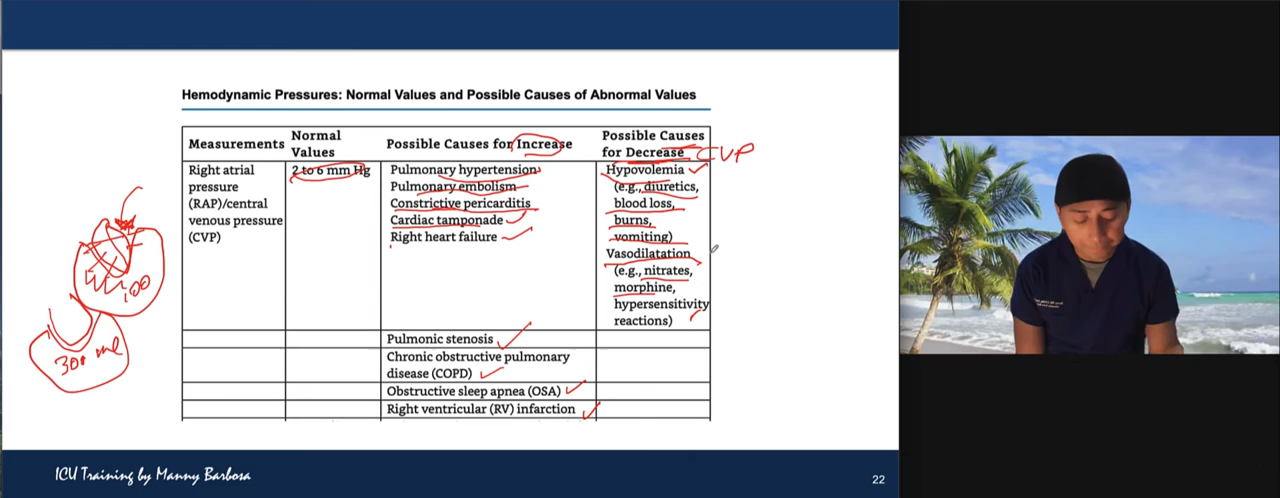 Hemodynamic Pressures: Normal Values and Possible Causes of Abnormal Values
Measurements
Normal
Values
Possible Causes for Increase
Possible Causes
for Decrease
CVP
Right atrial
pressure
(RAP)/central
venous pressure
(CVP)
2 to 6 mm Hg
Pulmonary hypertension
Pulmonary embolism
Constrictive pericarditis
Cardiac tamponade
Right heart failure
Hypovolemia
(e.g., diuretics,
blood loss,
burns,
vomiting)
Vasodilatation
(e.g., nitrates,
morphine,
hypersensitivity
reactions)
Pulmonic stenosis
Chronic obstructive pulmonary
disease (COPD)
Obstructive sleep apnea (OSA)
Right ventricular (RV) infarction
100
300 ml
ICU Training by Manny Barbosa
22